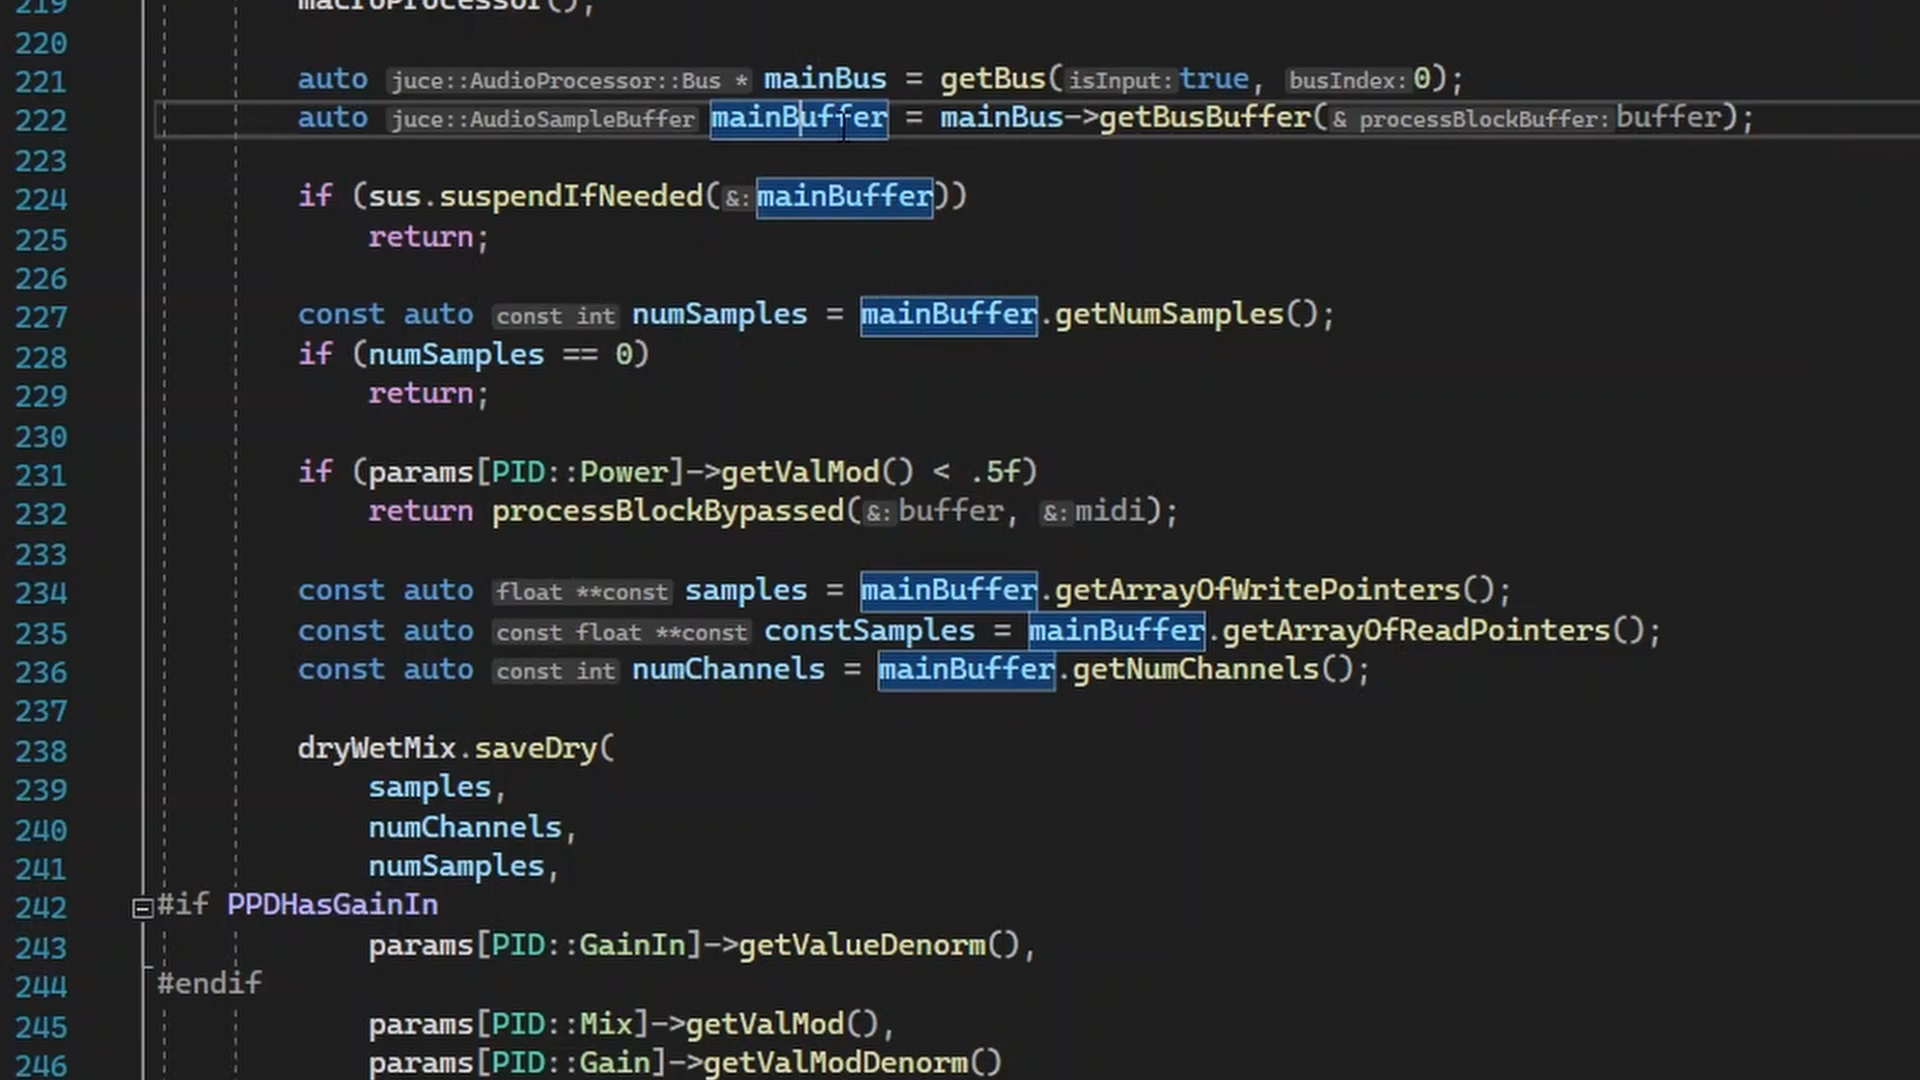 219 macroProcessor();
220
221 auto juce::AudioProcessor::Bus * mainBus = getBus(isInput:true, busIndex:0);
222 auto juce::AudioSampleBuffer mainBuffer = mainBus->getBusBuffer(& processBlockBuffer:buffer);
223
224 if (sus.suspendIfNeeded(&:mainBuffer))
225 return;
226
227 const auto const int numSamples = mainBuffer.getNumSamples();
228 if (numSamples == 0)
229 return;
230
231 if (params[PID::Power]->getValMod() < .5f)
232 return processBlockBypassed(&:buffer, &:midi);
233
234 const auto float **const samples = mainBuffer.getArrayOfWritePointers();
235 const auto const float **const constSamples = mainBuffer.getArrayOfReadPointers();
236 const auto const int numChannels = mainBuffer.getNumChannels();
237
238 dryWetMix.saveDry(
239 samples,
240 numChannels,
241 numSamples,
242 #if PPDHasGainIn
243 params[PID::GainIn]->getValueDenorm(),
244 #endif
245 params[PID::Mix]->getValMod(),
246 params[PID::Gain]->getValModDenorm()